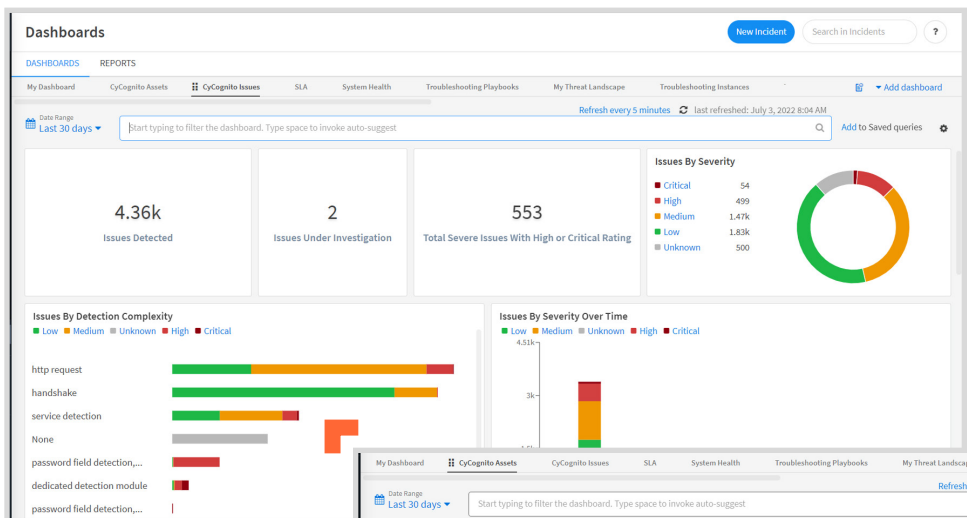 Dashboards
New Incident
Search in Incidents
?
DASHBOARDS REPORTS
My Dashboard CyCognito Assets CyCognito Issues SLA System Health Troubleshooting Playbooks My Threat Landscape Troubleshooting Instances Add dashboard
Refresh every 5 minutes last refreshed: July 3, 2022 8:04 AM
Date Range
Last 30 days
Start typing to filter the dashboard. Type space to invoke auto-suggest
Add to Saved queries
4.36k
Issues Detected
2
Issues Under Investigation
553
Total Severe Issues With High or Critical Rating
Issues By Severity
Critical 54
High 499
Medium 1.47k
Low 1.83k
Unknown 500
Issues By Detection Complexity
Low Medium Unknown High Critical
http request
handshake
service detection
None
password field detection,...
dedicated detection module
password field detection,...
Issues By Severity Over Time
Low Medium Unknown High Critical
4.51k
3k
My Dashboard CyCognito Assets CyCognito Issues SLA System Health Troubleshooting Playbooks My Threat Landscap
Refresh
Date Range
Last 30 days
Start typing to filter the dashboard. Type space to invoke auto-suggest